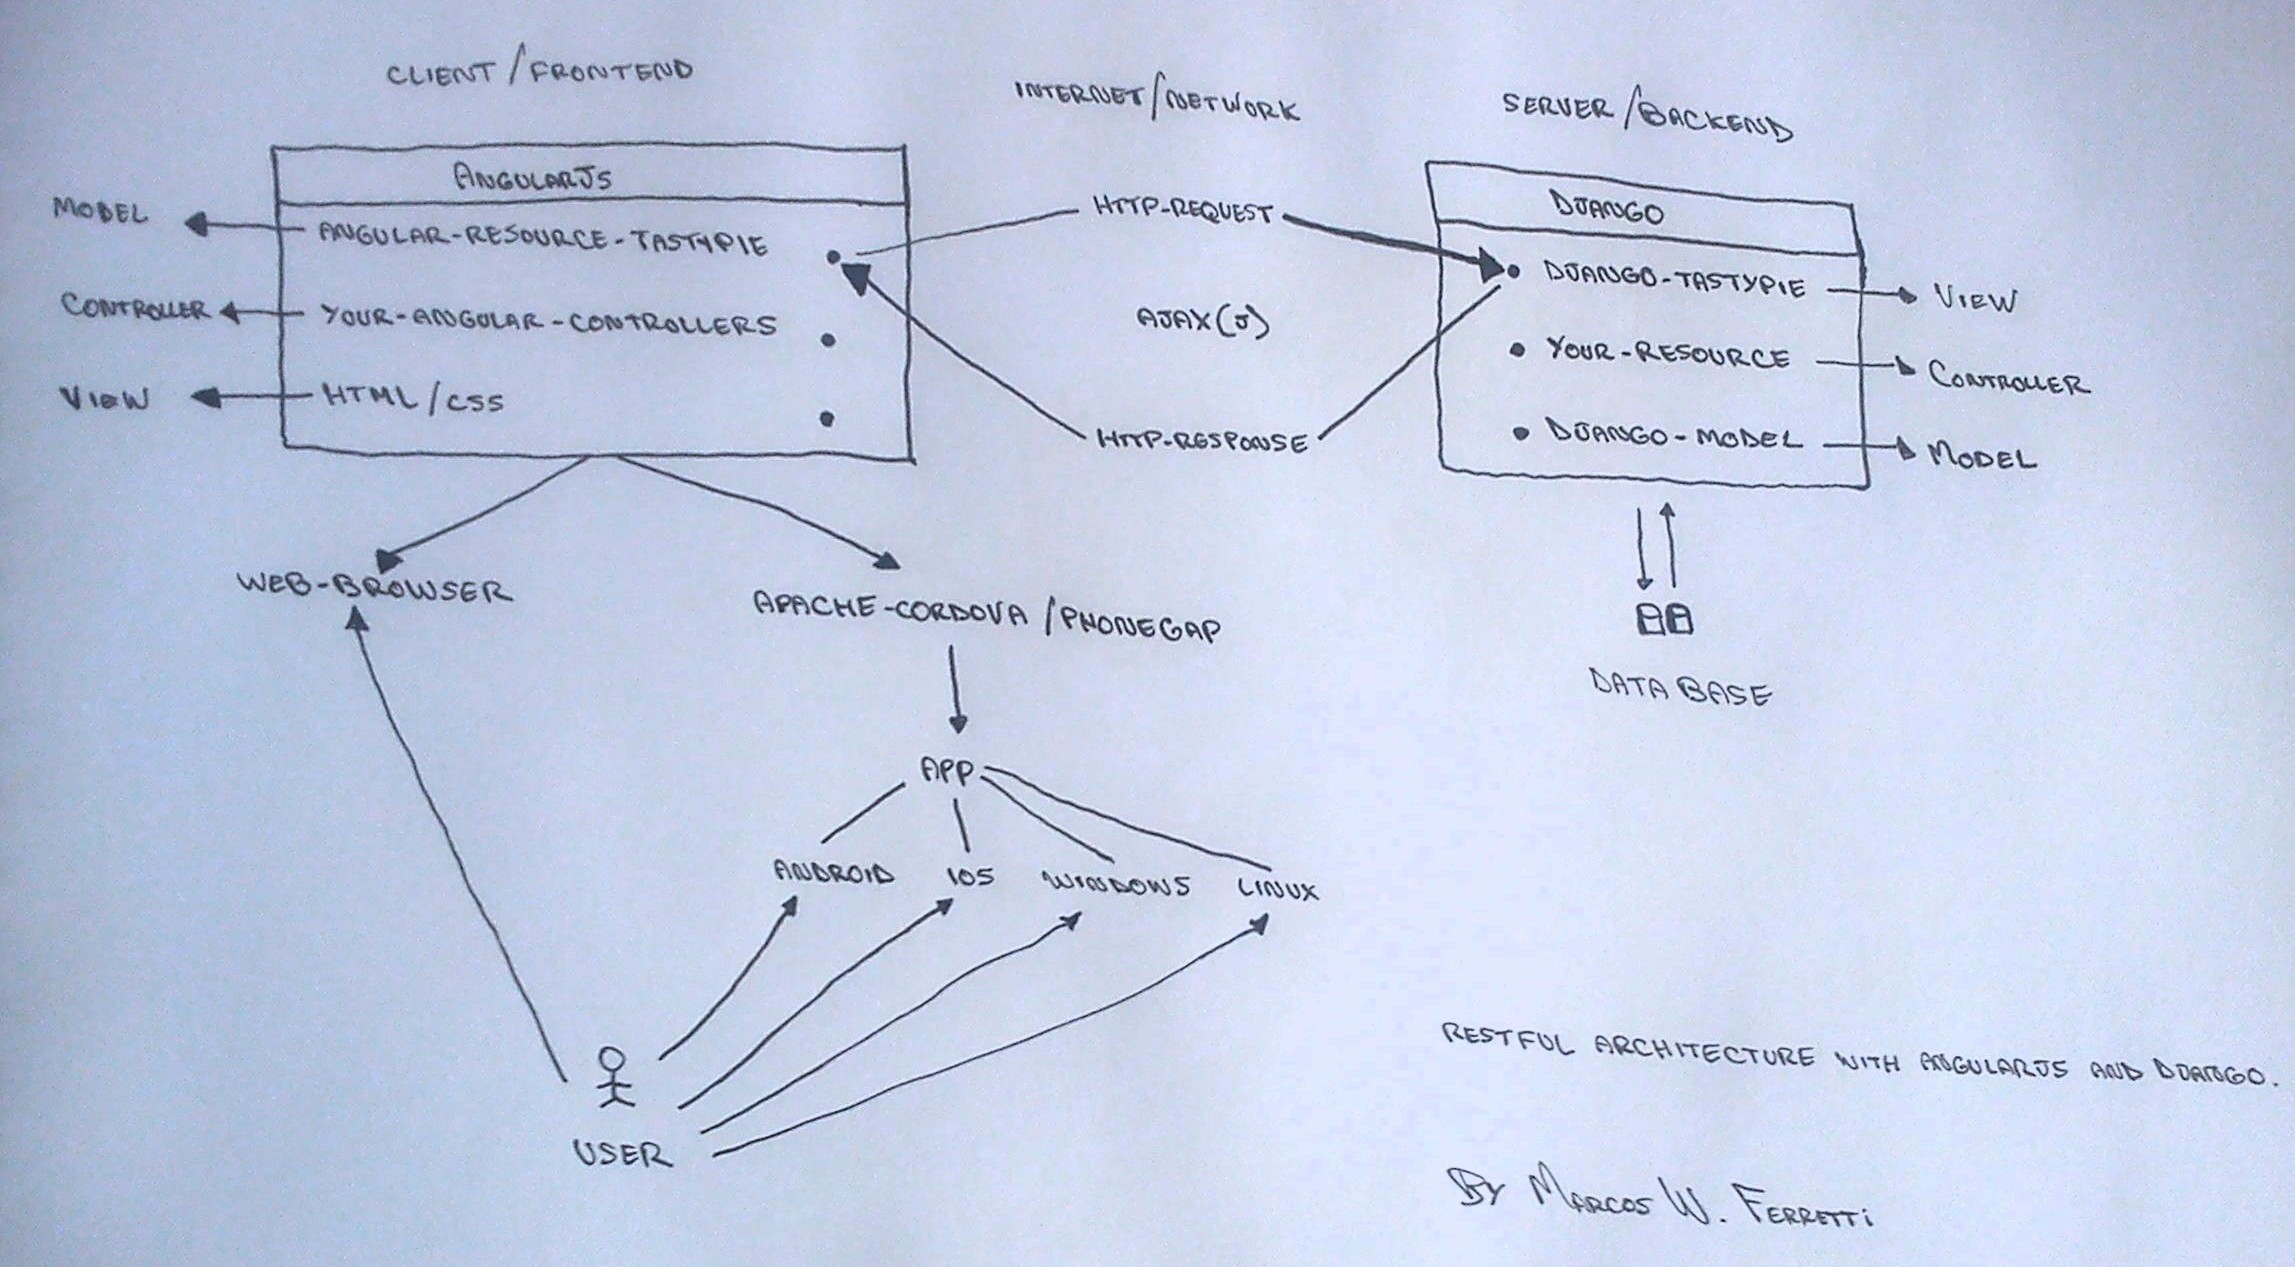 CLIENT/FRONTEND
INTERNET/NETWORK
SERVER/BACKEND
ANGULARJS
DJANGO
MODEL
ANGULAR-RESOURCE-TASTYPIE
HTTP-REQUEST
DJANGO-TASTYPIE
VIEW
CONTROLLER
YOUR-ANGULAR-CONTROLLERS
AJAX(J)
YOUR-RESOURCE
CONTROLLER
VIEW
HTML/CSS
HTTP-RESPONSE
DJANGO-MODEL
MODEL
WEB-BROWSER
APACHE-CORDOVA/PHONEGAP
DATABASE
APP
ANDROID
IOS
WINDOWS
LINUX
USER
RESTFUL ARCHITECTURE WITH ANGULARJS AND DJANGO.
BY MARCOS W. FERRETTI